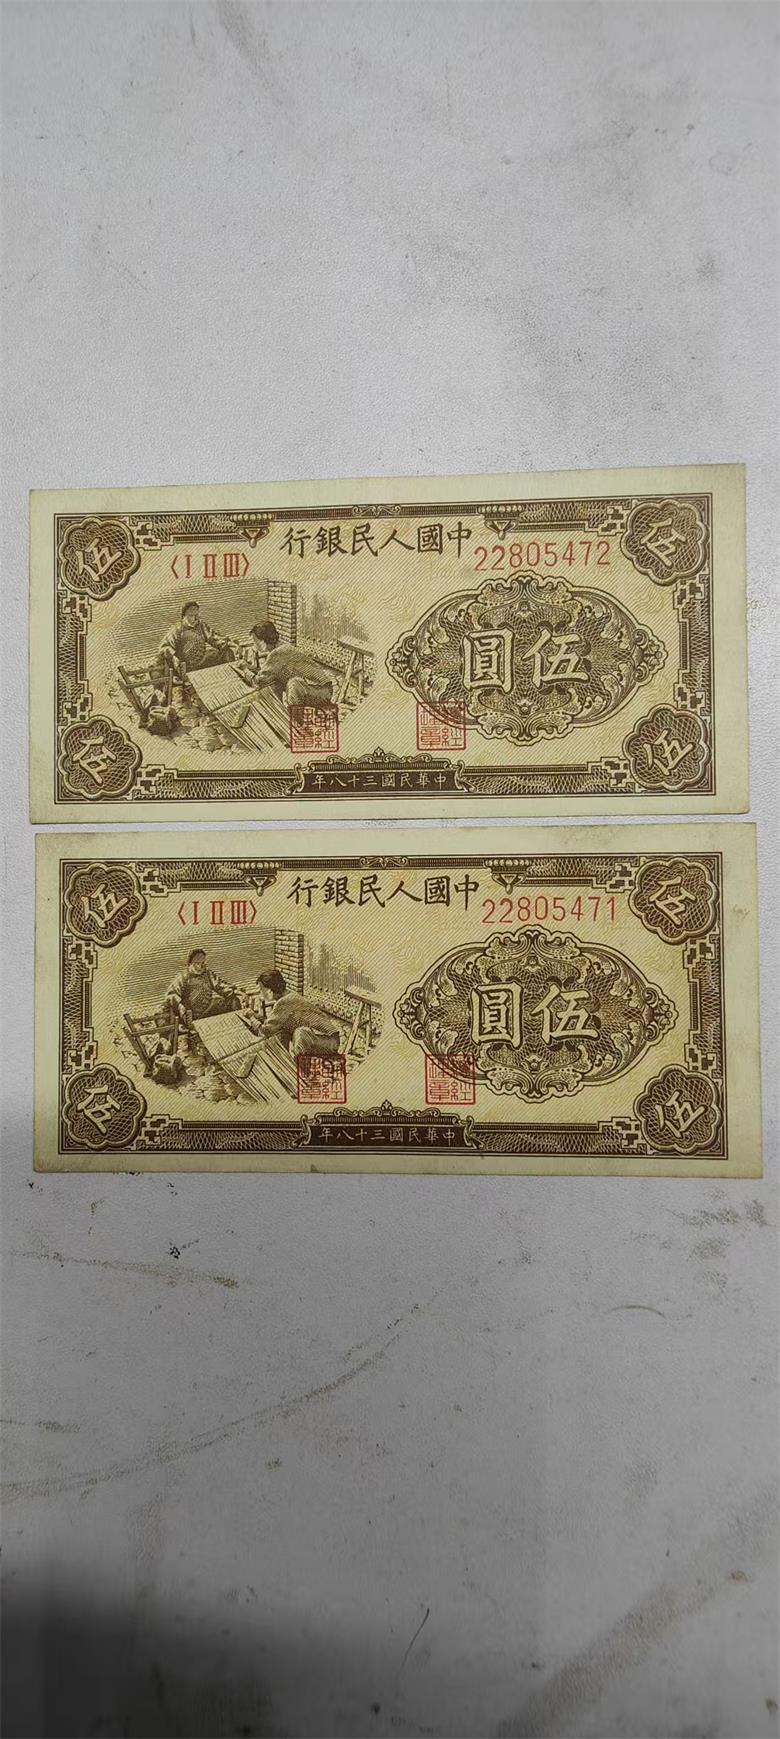 中國人民銀行
〈Ⅰ Ⅱ Ⅲ〉
22805472
伍
伍
伍圓
伍
伍
中華民國三十八年
中國人民銀行
〈Ⅰ Ⅱ Ⅲ〉
22805471
伍
伍
伍圓
伍
伍
中華民國三十八年